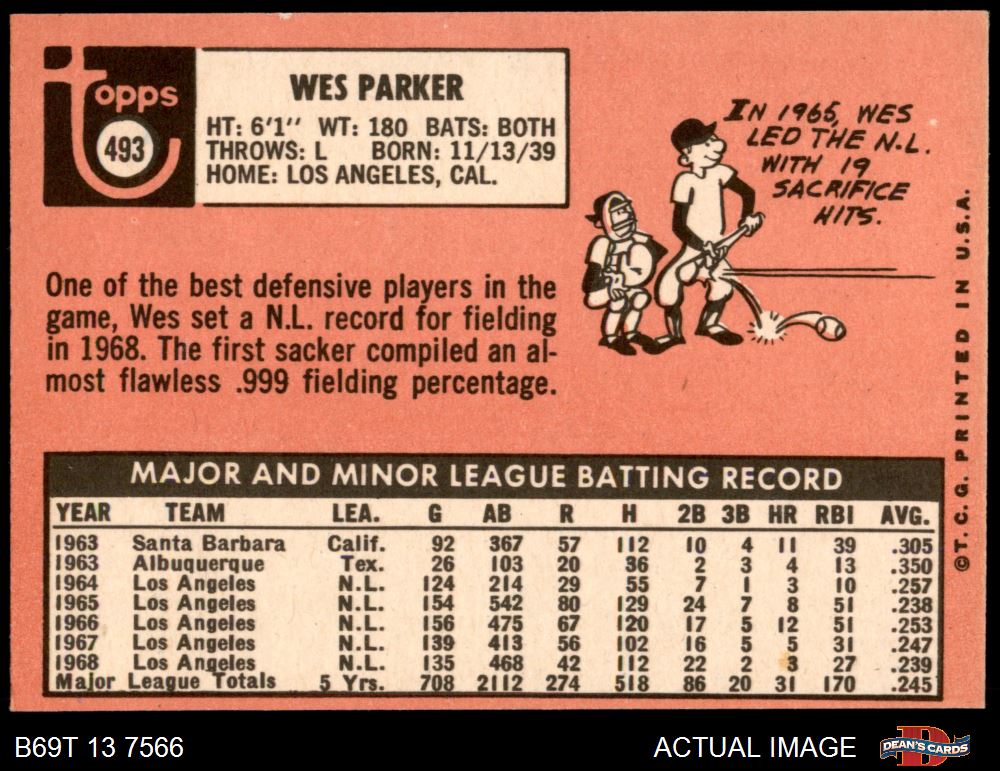 topps
493
WES PARKER
HT: 6'1" WT: 180 BATS: BOTH
THROWS: L BORN: 11/13/39
HOME: LOS ANGELES, CAL.
IN 1965, WES
LED THE N.L.
WITH 19
SACRIFICE
HITS.
One of the best defensive players in the
game, Wes set a N.L. record for fielding
in 1968. The first sacker compiled an al-
most flawless .999 fielding percentage.
MAJOR AND MINOR LEAGUE BATTING RECORD
YEAR TEAM LEA. G AB R H 2B 3B HR RBI AVG.
1963 Santa Barbara Calif. 92 367 57 112 10 4 11 39 .305
1963 Albuquerque Tex. 26 103 20 36 2 3 4 13 .350
1964 Los Angeles N.L. 124 214 29 55 7 1 3 10 .257
1965 Los Angeles N.L. 154 542 80 129 24 7 8 51 .238
1966 Los Angeles N.L. 156 475 67 120 17 5 12 51 .253
1967 Los Angeles N.L. 139 413 56 102 16 5 5 31 .247
1968 Los Angeles N.L. 135 468 42 112 22 2 3 27 .239
Major League Totals 5 Yrs. 708 2112 274 518 86 20 31 170 .245
©T.C.G. PRINTED IN U.S.A.
B69T 13 7566
ACTUAL IMAGE
DEAN'S CARDS